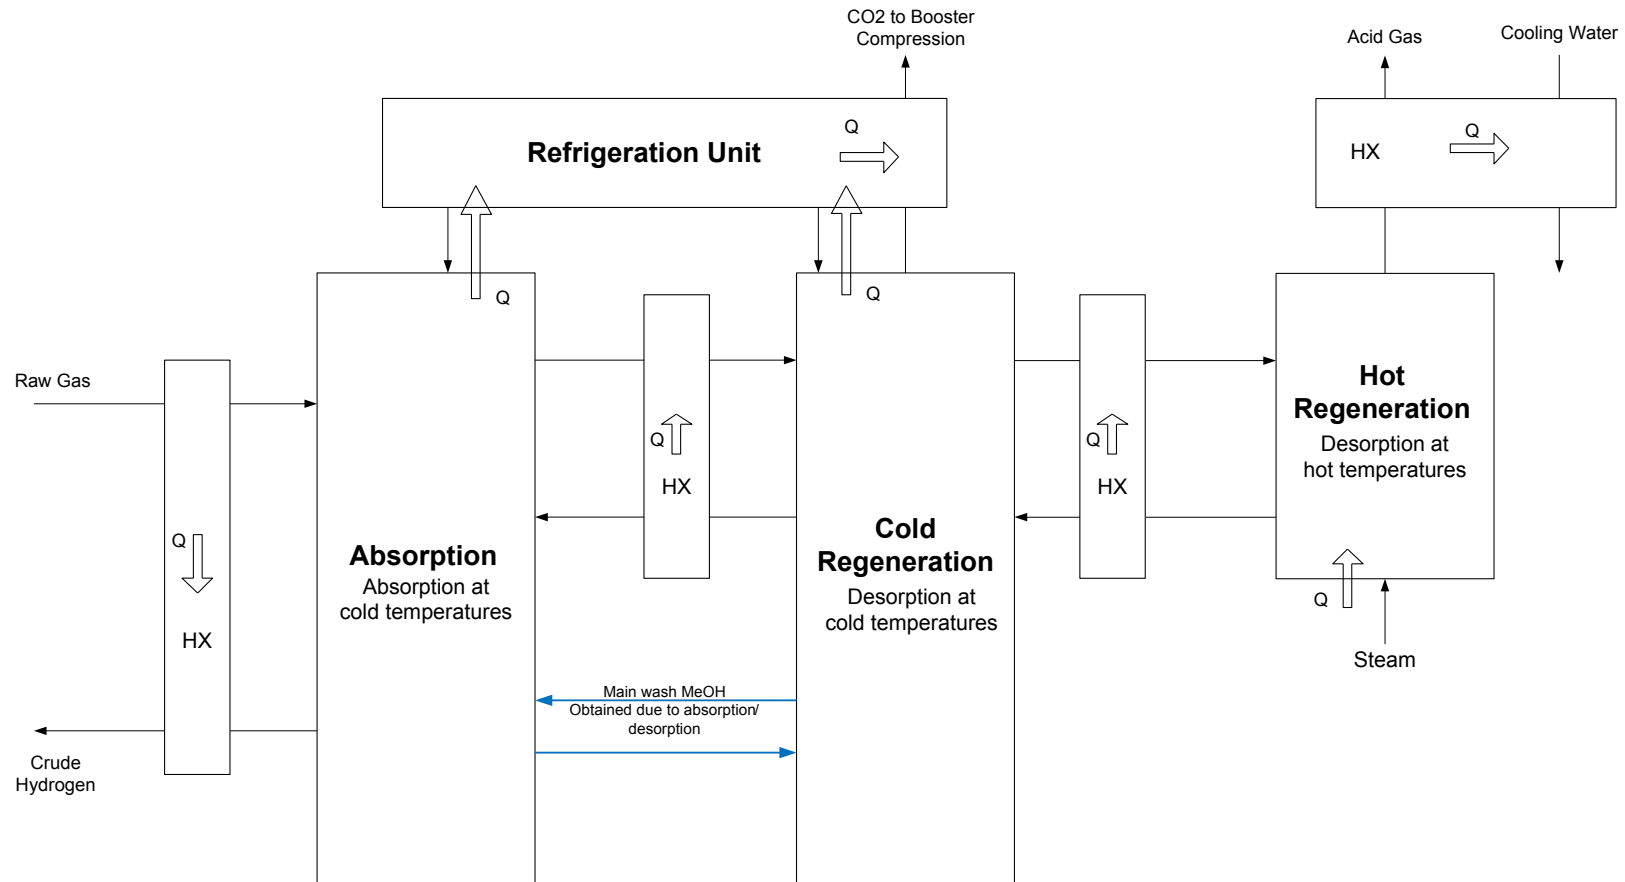 CO2 to Booster
Compression
Acid Gas
Cooling Water
Refrigeration Unit
Q
HX
Q
Q
Q
Raw Gas
Q
HX
Q
HX
Q
HX
Hot
Regeneration
Desorption at
hot temperatures
Absorption
Absorption at
cold temperatures
Cold
Regeneration
Desorption at
cold temperatures
Q
Steam
Main wash MeOH
Obtained due to absorption/
desorption
Crude
Hydrogen